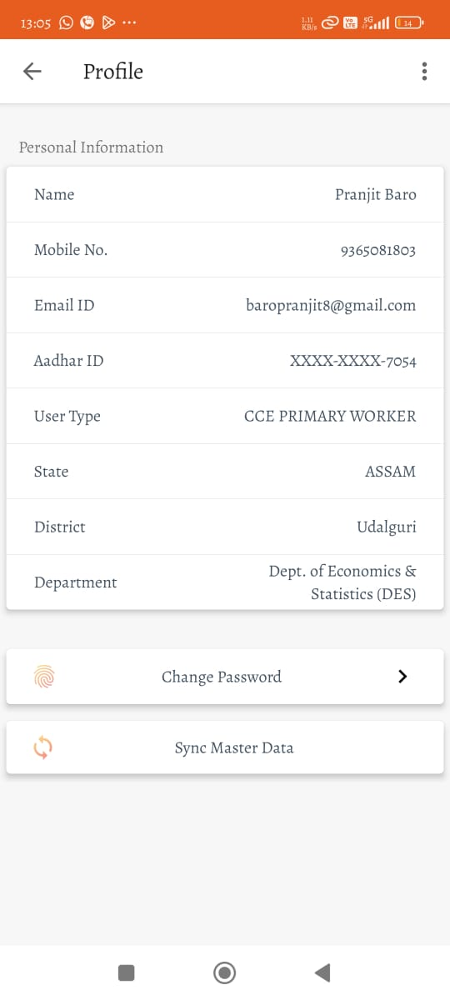 13:05
1.11
KB/s
Vo
LTE
5G
14
Profile
Personal Information
Name Pranjit Baro
Mobile No. 9365081803
Email ID baropranjit8@gmail.com
Aadhar ID XXXX-XXXX-7054
User Type CCE PRIMARY WORKER
State ASSAM
District Udalguri
Department Dept. of Economics &
Statistics (DES)
Change Password
Sync Master Data